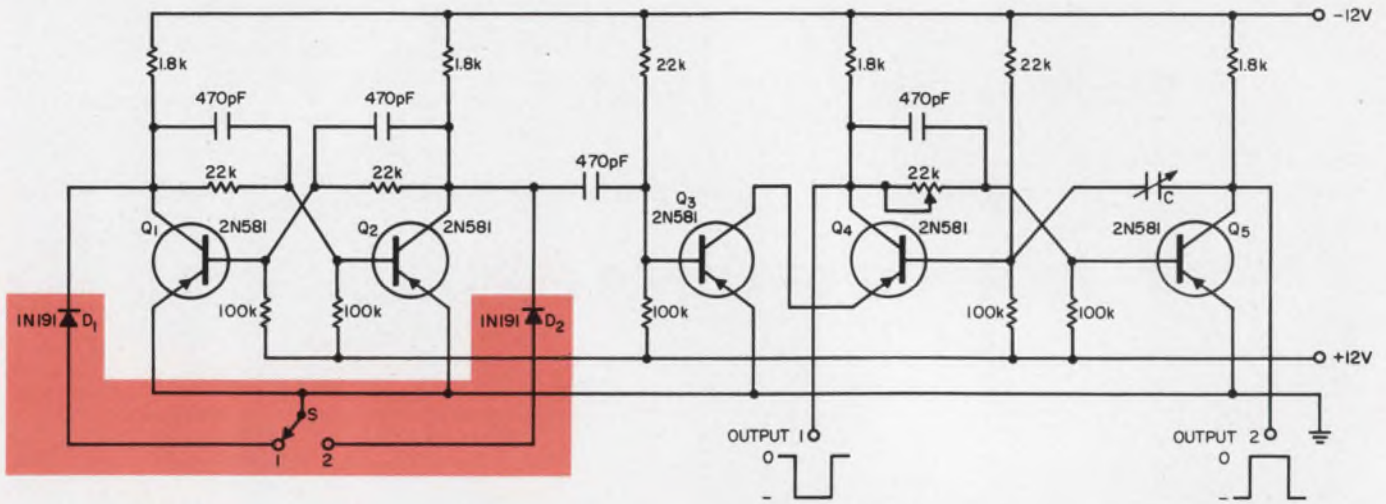 -12V
1.8k
1.8k
22k
1.8k
22k
1.8k
470pF
470pF
470pF
470pF
22k
22k
22k
C
Q1
2N581
Q2
2N581
Q3
2N581
Q4
2N581
2N581
Q5
100k
100k
100k
100k
100k
1N191 D1
1N191 D2
+12V
S
1 2
OUTPUT 1
OUTPUT 2
0
-
0
-